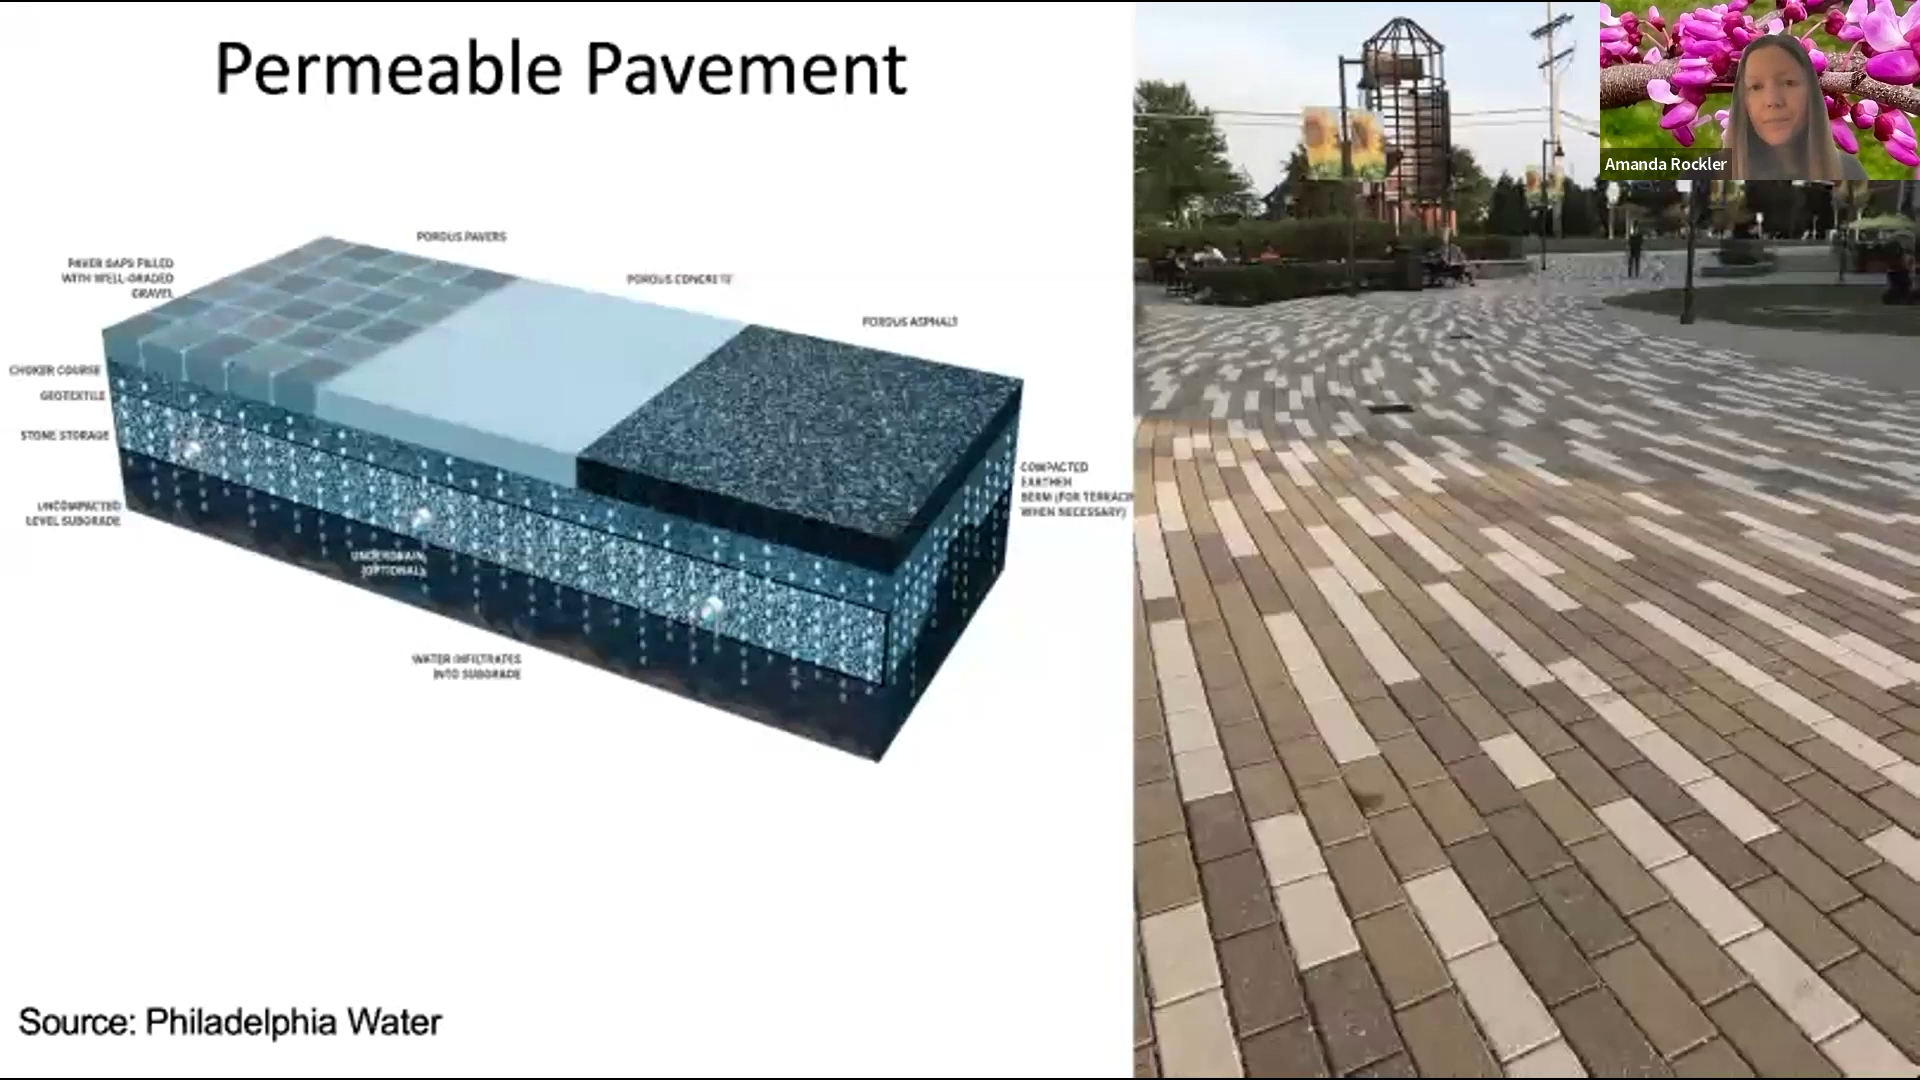 Permeable Pavement
POROUS PAVERS
PAVER GAPS FILLED
WITH WELL-GRADED
GRAVEL
POROUS CONCRETE
POROUS ASPHALT
CHOKER COURSE
GEOTEXTILE
STONE STORAGE
UNCOMPACTED
LEVEL SUBGRADE
UNDERDRAIN
(OPTIONAL)
COMPACTED
EARTHEN
BERM (FOR TERRACIN
WHEN NECESSARY)
WATER INFILTRATES
INTO SUBGRADE
Source: Philadelphia Water
Amanda Rockler